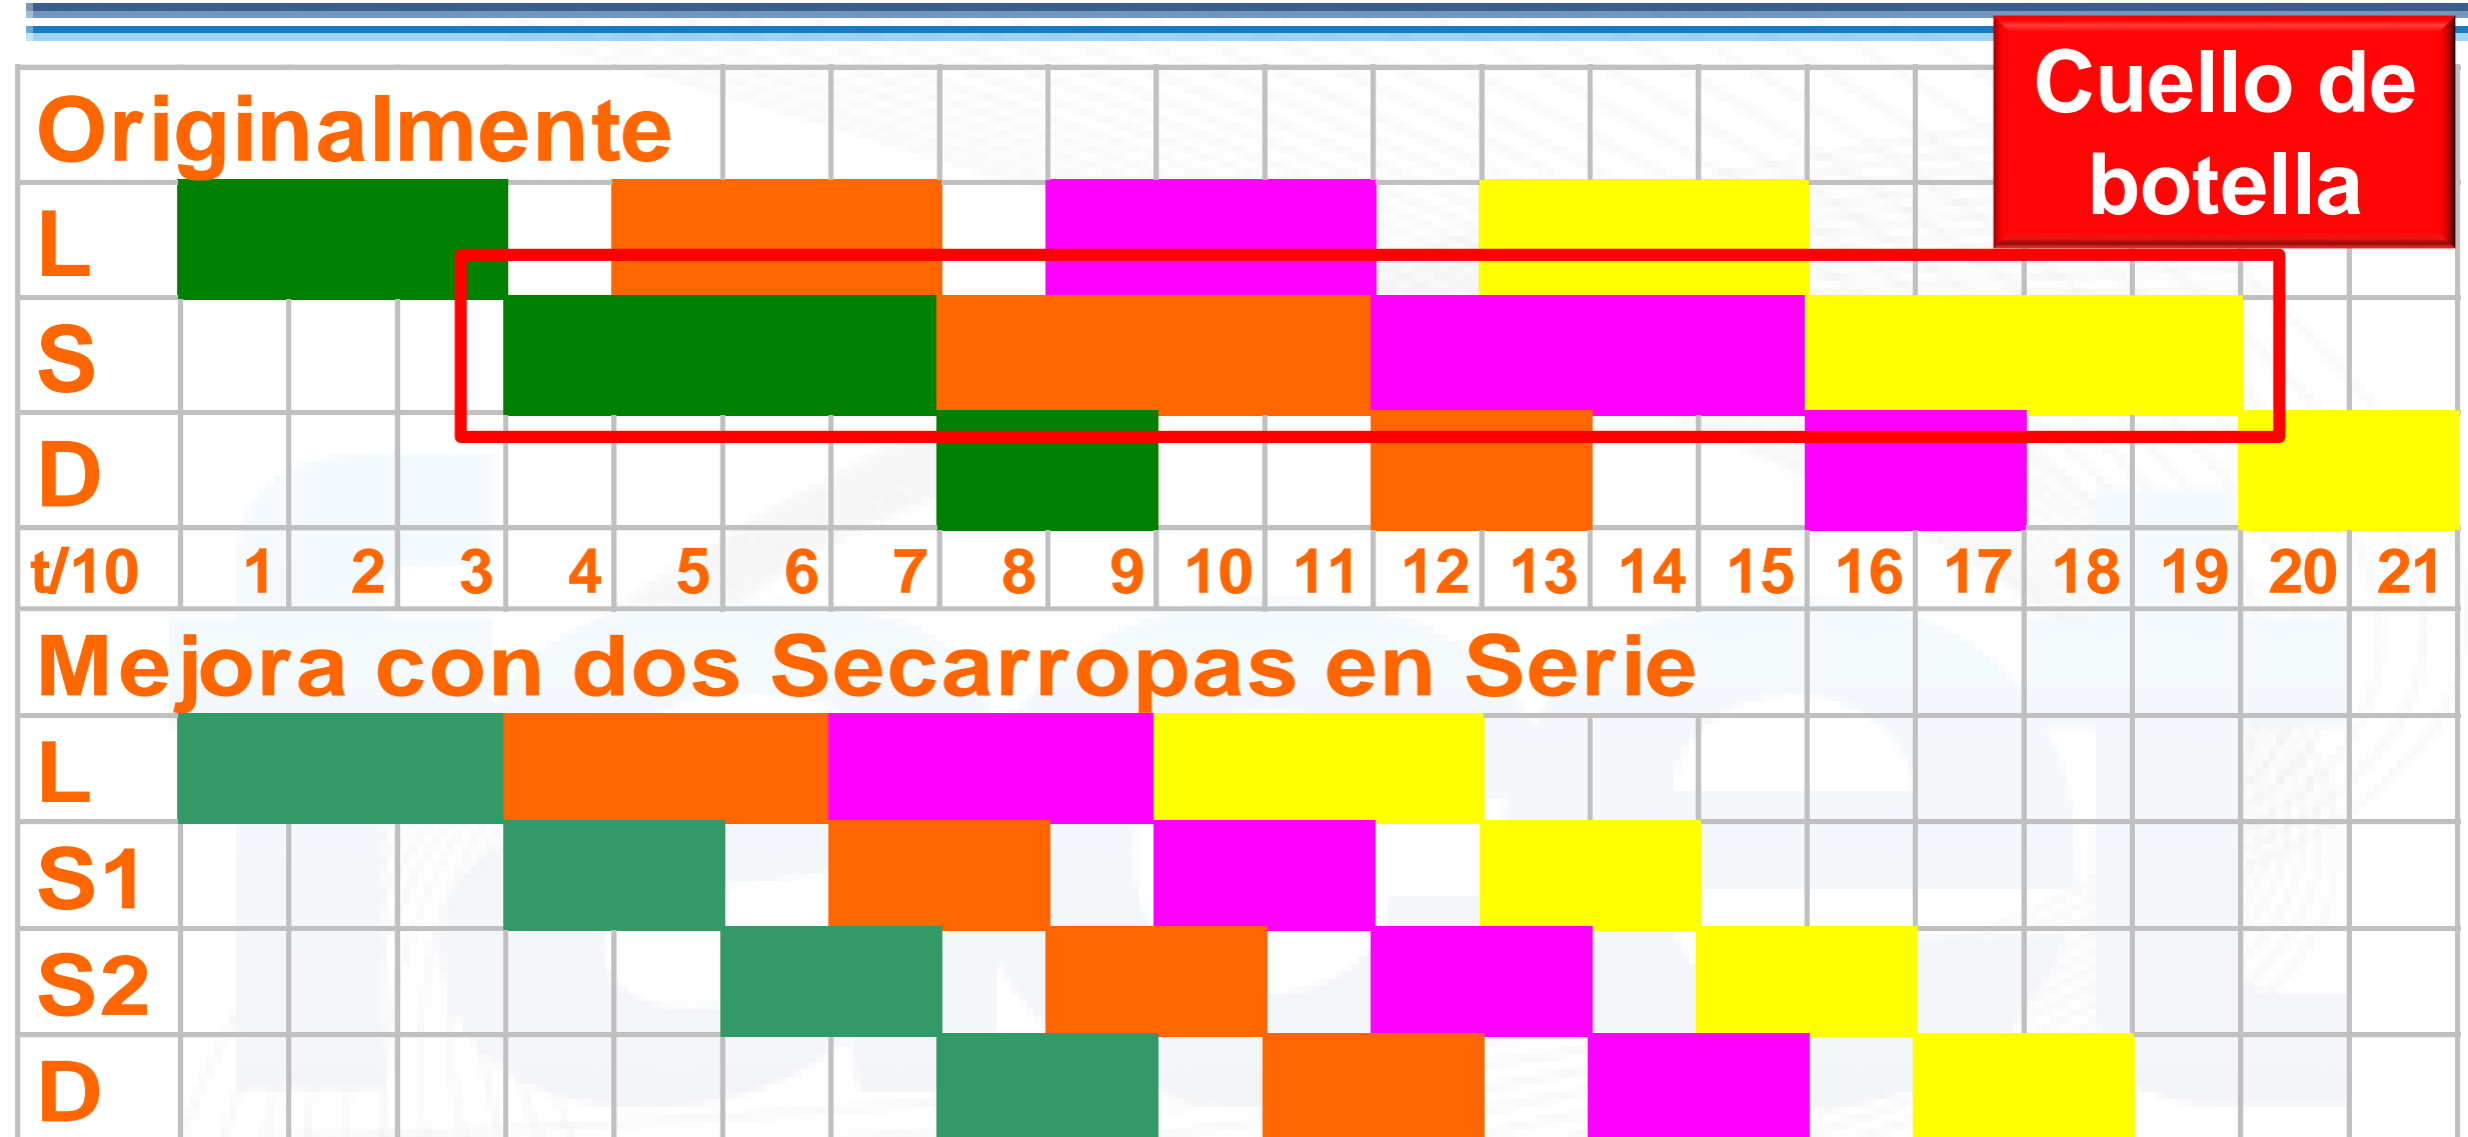 Cuello de
botella
Originalmente
L
S
D
t/10 1 2 3 4 5 6 7 8 9 10 11 12 13 14 15 16 17 18 19 20 21
Mejora con dos Secarropas en Serie
L
S1
S2
D